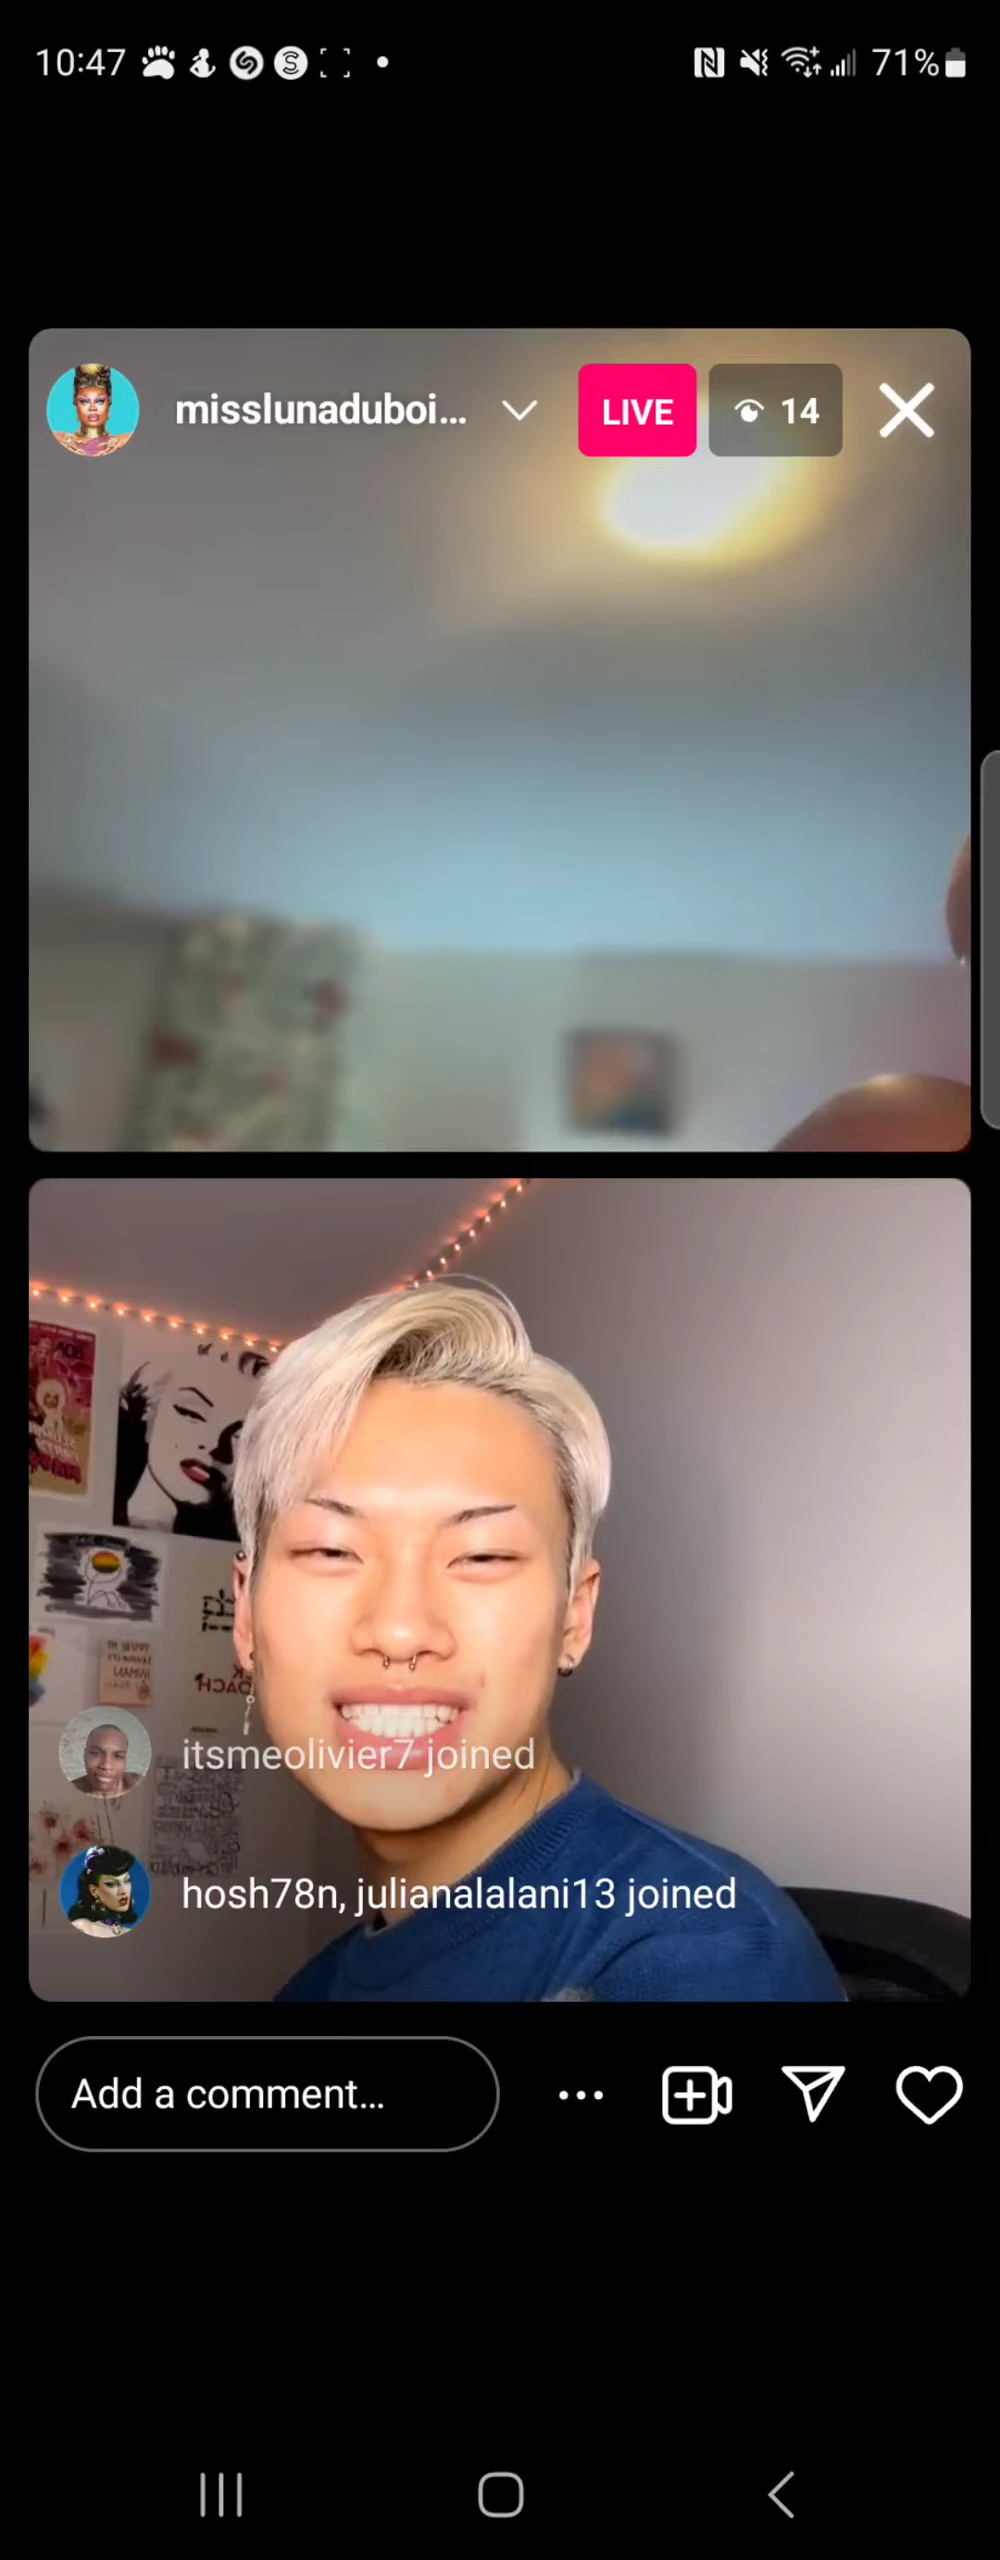 10:47
71%
misslunaduboi...
LIVE
14
itsmeolivier7 joined
hosh78n, julianalalani13 joined
Add a comment...